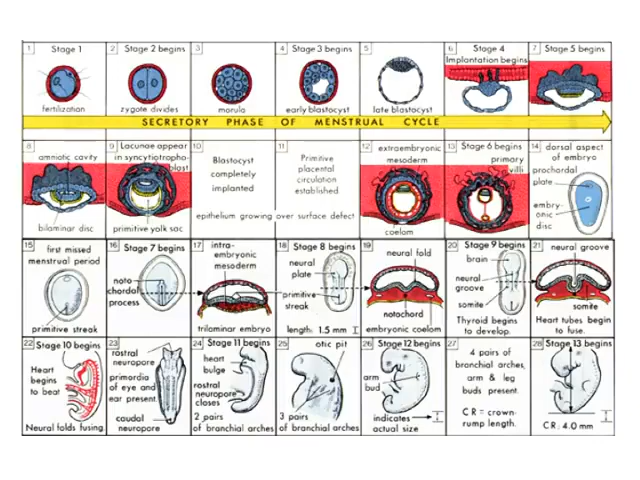 1 Stage 1
fertilization
2 Stage 2 begins
zygote divides
3
morula
4 Stage 3 begins
early blastocyst
5
late blastocyst
6 Stage 4
Implantation begins
7 Stage 5 begins
SECRETORY PHASE OF MENSTRUAL CYCLE
8
amniotic cavity
bilaminar disc
9 Lacunae appear
in syncytiotropho-
blast
primitive yolk sac
10
Blastocyst
completely
implanted
11
Primitive
placental
circulation
established
epithelium growing over surface defect
12 extraembryonic
mesoderm
coelom
13 Stage 6 begins
primary
villi
14 dorsal aspect
of embryo
prochordal
plate
embry-
onic
disc
15 first missed
menstrual period
primitive streak
16 Stage 7 begins
noto
chordal
process
17 intra-
embryonic
mesoderm
trilaminar embryo
18 Stage 8 begins
neural
plate
primitive
streak
length: 1.5 mm
19
neural fold
notochord
embryonic coelom
20 Stage 9 begins
brain
neural
groove
somite
Thyroid begins
to develop.
21 neural groove
somite
Heart tubes begin
to fuse.
22 Stage 10 begins
Heart
begins
to beat
Neural folds fusing.
23 rostral
neuropore
primordia
of eye and
ear present.
caudal
neuropore
24 Stage 11 begins
heart
bulge
rostral
neuropore
closes
2 pairs
of branchial arches
25 otic pit
3 pairs
of branchial arches
26 Stage 12 begins
arm
bud
indicates
actual size
27
4 pairs of
branchial arches,
arm & leg
buds present.
CR = crown-
rump length.
28 Stage 13 begins
CR: 4.0 mm